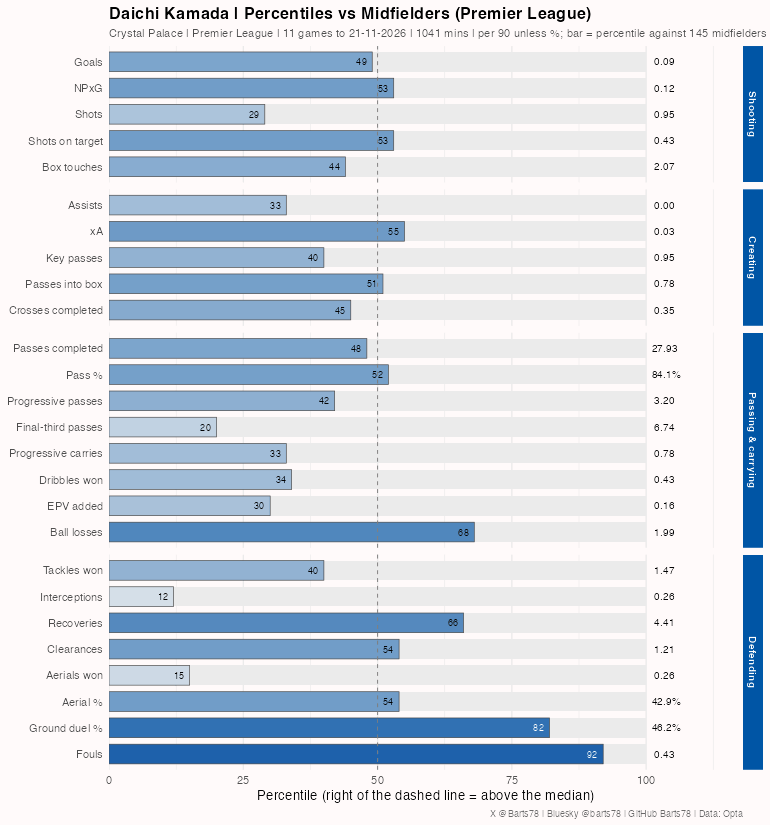 Daichi Kamada | Percentiles vs Midfielders (Premier League)
Crystal Palace | Premier League | 11 games to 21-11-2026 | 1041 mins | per 90 unless %; bar = percentile against 145 midfielders
Goals 49 0.09
NPxG 53 0.12
Shots 29 0.95
Shots on target 53 0.43
Box touches 44 2.07
Shooting
Assists 33 0.00
xA 55 0.03
Key passes 40 0.95
Passes into box 51 0.78
Crosses completed 45 0.35
Creating
Passes completed 48 27.93
Pass % 52 84.1%
Progressive passes 42 3.20
Final-third passes 20 6.74
Progressive carries 33 0.78
Dribbles won 34 0.43
EPV added 30 0.16
Ball losses 68 1.99
Passing & carrying
Tackles won 40 1.47
Interceptions 12 0.26
Recoveries 66 4.41
Clearances 54 1.21
Aerials won 15 0.26
Aerial % 54 42.9%
Ground duel % 82 46.2%
Fouls 92 0.43
Defending
0 25 50 75 100
Percentile (right of the dashed line = above the median)
X @Barts78 | Bluesky @barts78 | GitHub Barts78 | Data: Opta